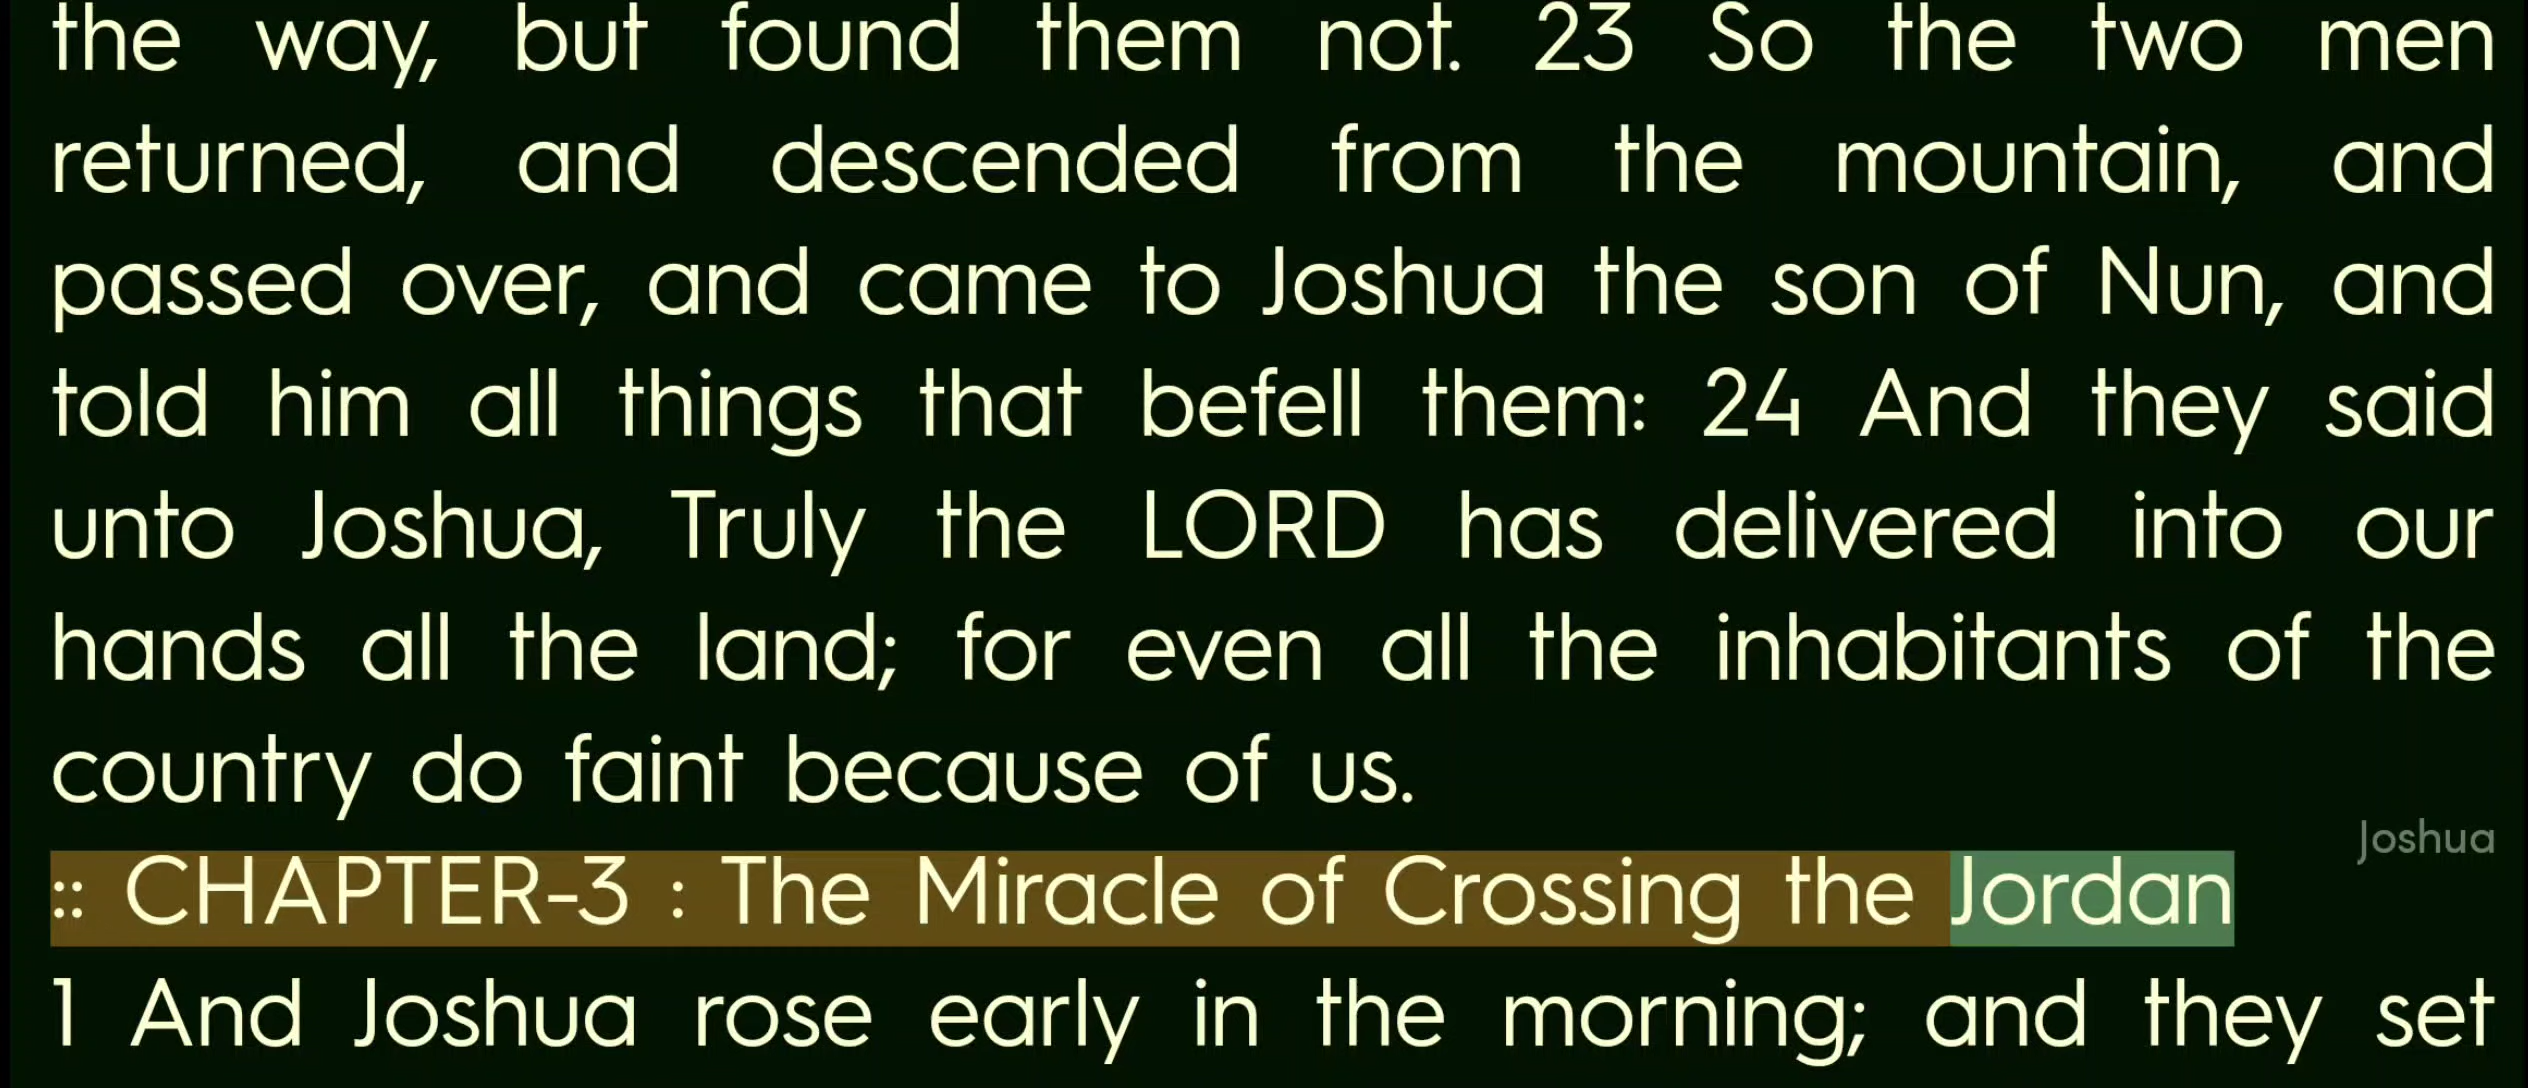 the way, but found them not. 23 So the two men
returned, and descended from the mountain, and
passed over, and came to Joshua the son of Nun, and
told him all things that befell them: 24 And they said
unto Joshua, Truly the LORD has delivered into our
hands all the land; for even all the inhabitants of the
country do faint because of us.
Joshua
:: CHAPTER-3 : The Miracle of Crossing the Jordan
1 And Joshua rose early in the morning; and they set